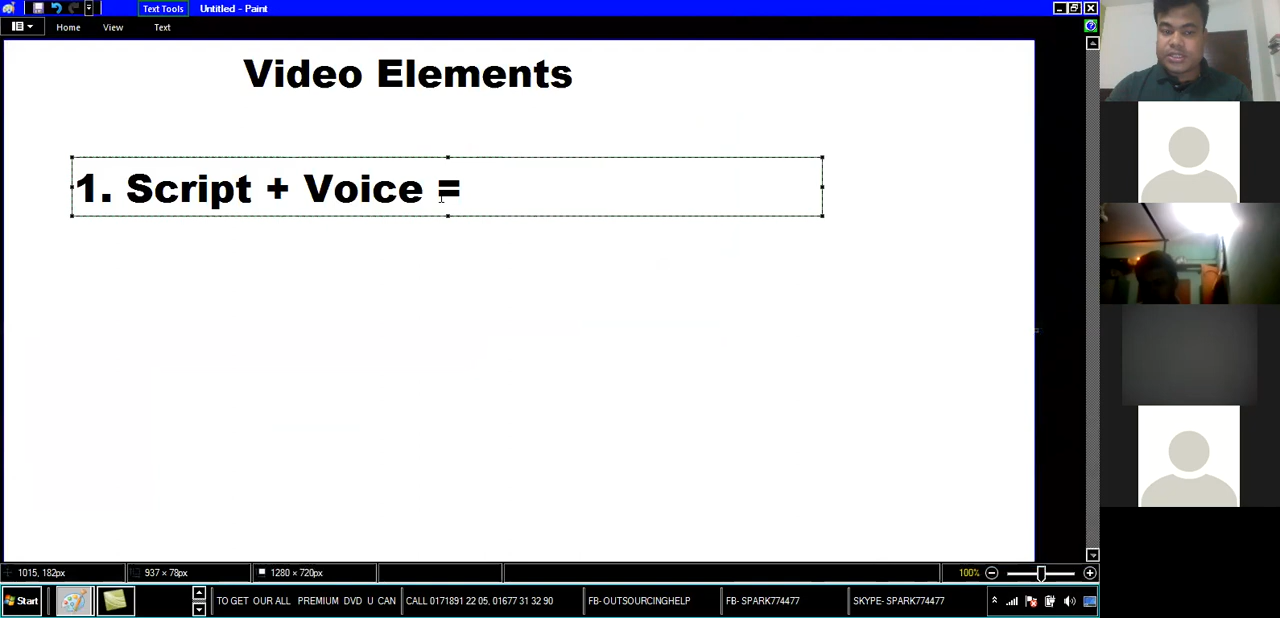 Text Tools
Untitled - Paint
Home
View
Text
Video Elements
1. Script + Voice =
1015, 182px
937 × 78px
1280 × 720px
100%
Start
TO GET OUR ALL PREMIUM DVD U CAN
CALL 0171891 22 05, 01677 31 32 90
FB- OUTSOURCINGHELP
FB- SPARK774477
SKYPE- SPARK774477